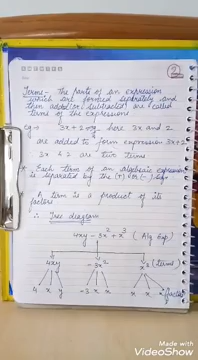 2
Terms - The parts of an expression
which are formed separately and
then added (or subtracted) are called
terms of the expressions
eg → 3x+2 → here 3x and 2
are added to form expression 3x+2
3x & 2 are two terms
* Each term of an algebraic expression
is separated by the (+) or (-) sign
* A term is a product of its
factors
∴ Tree diagram
4xy - 3x² + x³ (Alg Exp)
4xy -3x² x³ (terms)
4 x y -3 x x x x x (factors)